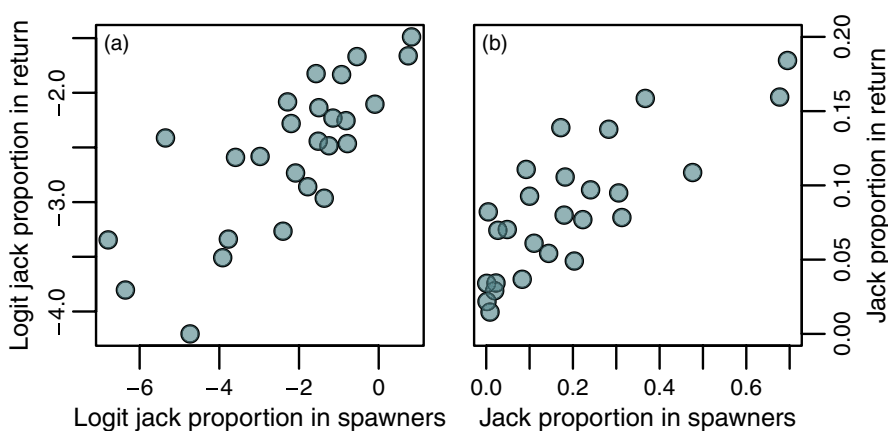 (a)
(b)
Logit jack proportion in return
−2.0
−3.0
−4.0
−6
−4
−2
0
Logit jack proportion in spawners
0.0
0.2
0.4
0.6
Jack proportion in spawners
0.20
0.15
0.10
0.05
0.00
Jack proportion in return